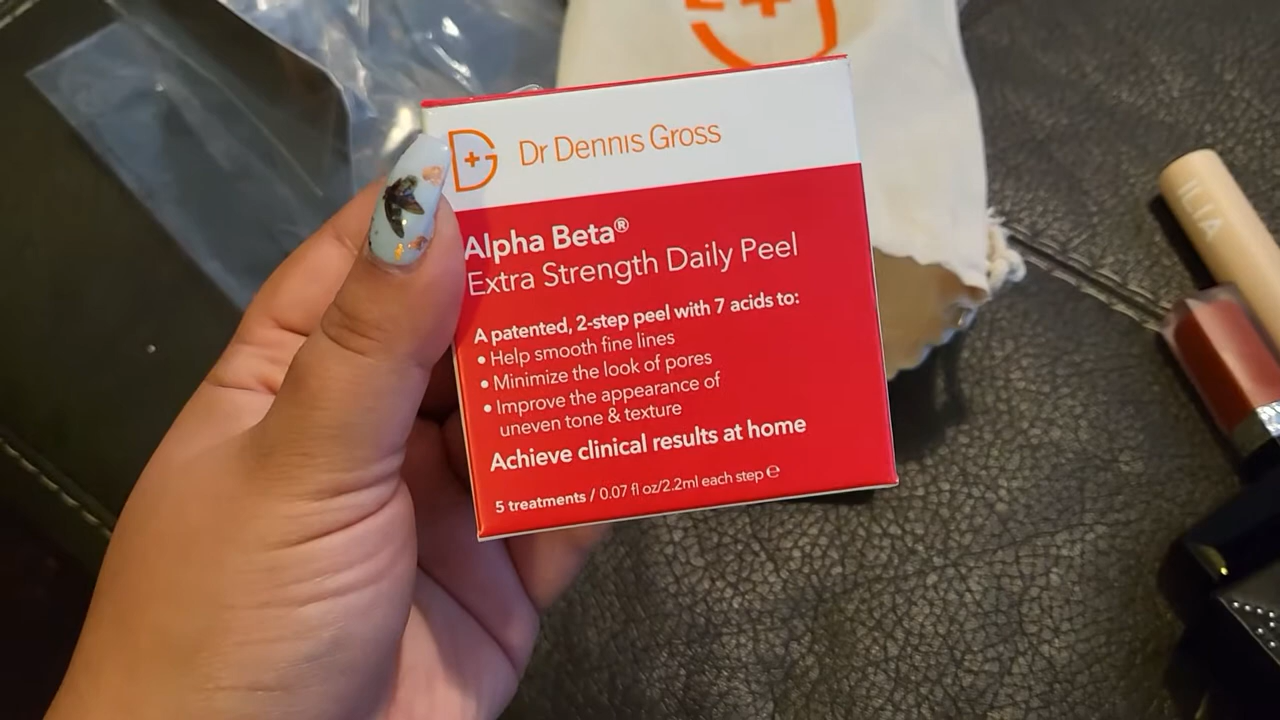 Dr Dennis Gross
Alpha Beta®
Extra Strength Daily Peel
A patented, 2-step peel with 7 acids to:
• Help smooth fine lines
• Minimize the look of pores
• Improve the appearance of
uneven tone & texture
Achieve clinical results at home
5 treatments / 0.07 fl oz/2.2ml each step ℮
ILIA